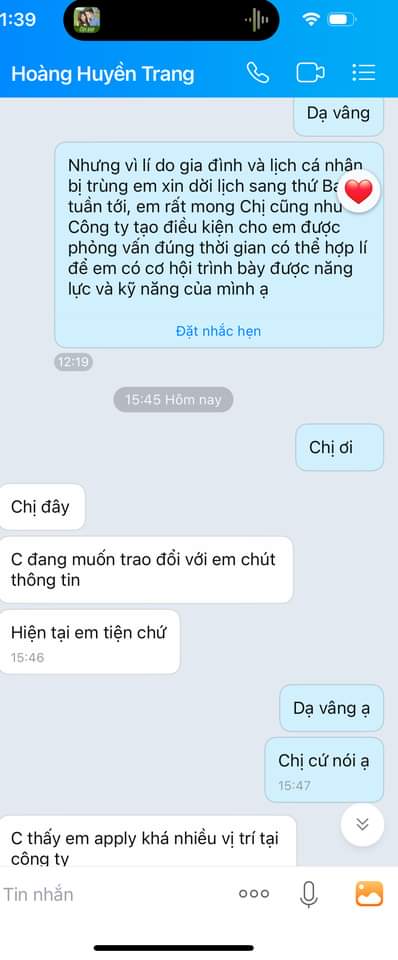 1:39
Hoàng Huyền Trang
Dạ vâng
Nhưng vì lí do gia đình và lịch cá nhân
bị trùng em xin dời lịch sang thứ
tuần tới, em rất mong Chị cũng như
Công ty tạo điều kiện cho em được
phỏng vấn đúng thời gian có thể hợp lí
để em có cơ hội trình bày được năng
lực và kỹ năng của mình ạ
Đặt nhắc hẹn
12:19
15:45 Hôm nay
Chị ơi
Chị đây
C đang muốn trao đổi với em chút
thông tin
Hiện tại em tiện chứ
15:46
Dạ vâng ạ
Chị cứ nói ạ
15:47
C thấy em apply khá nhiều vị trí tại
công ty
Tin nhắn